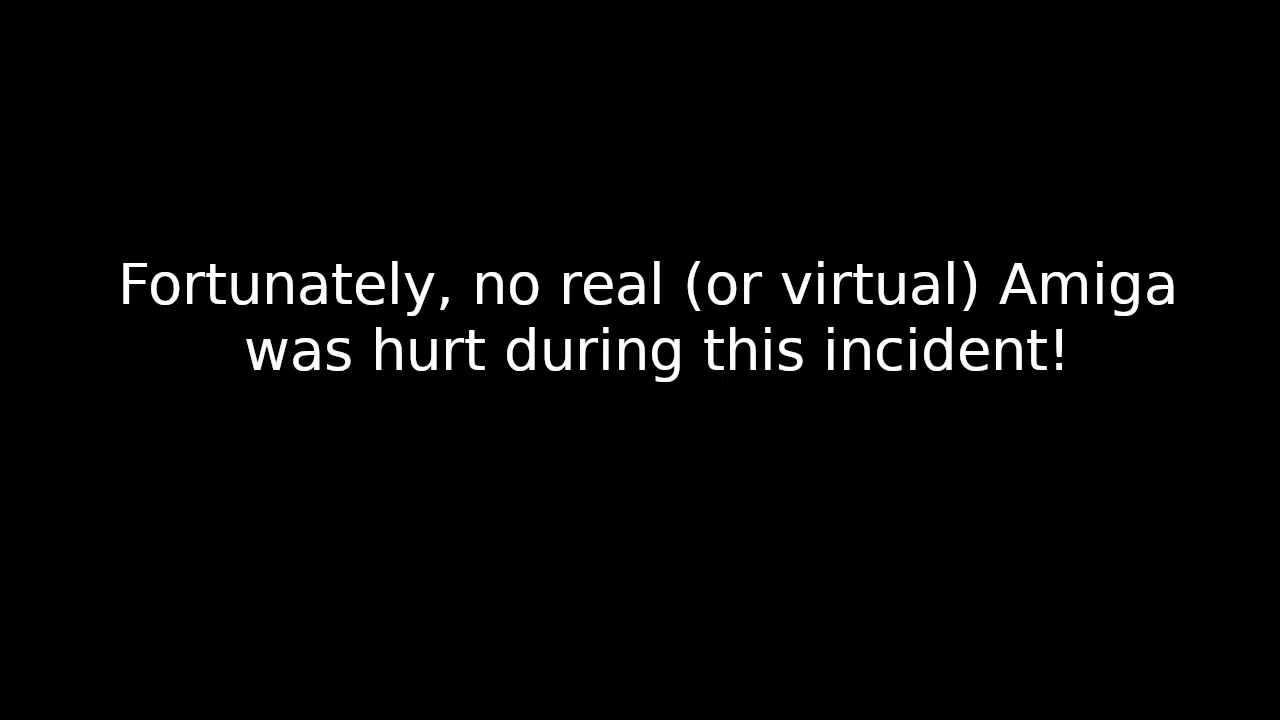 Fortunately, no real (or virtual) Amiga
was hurt during this incident!